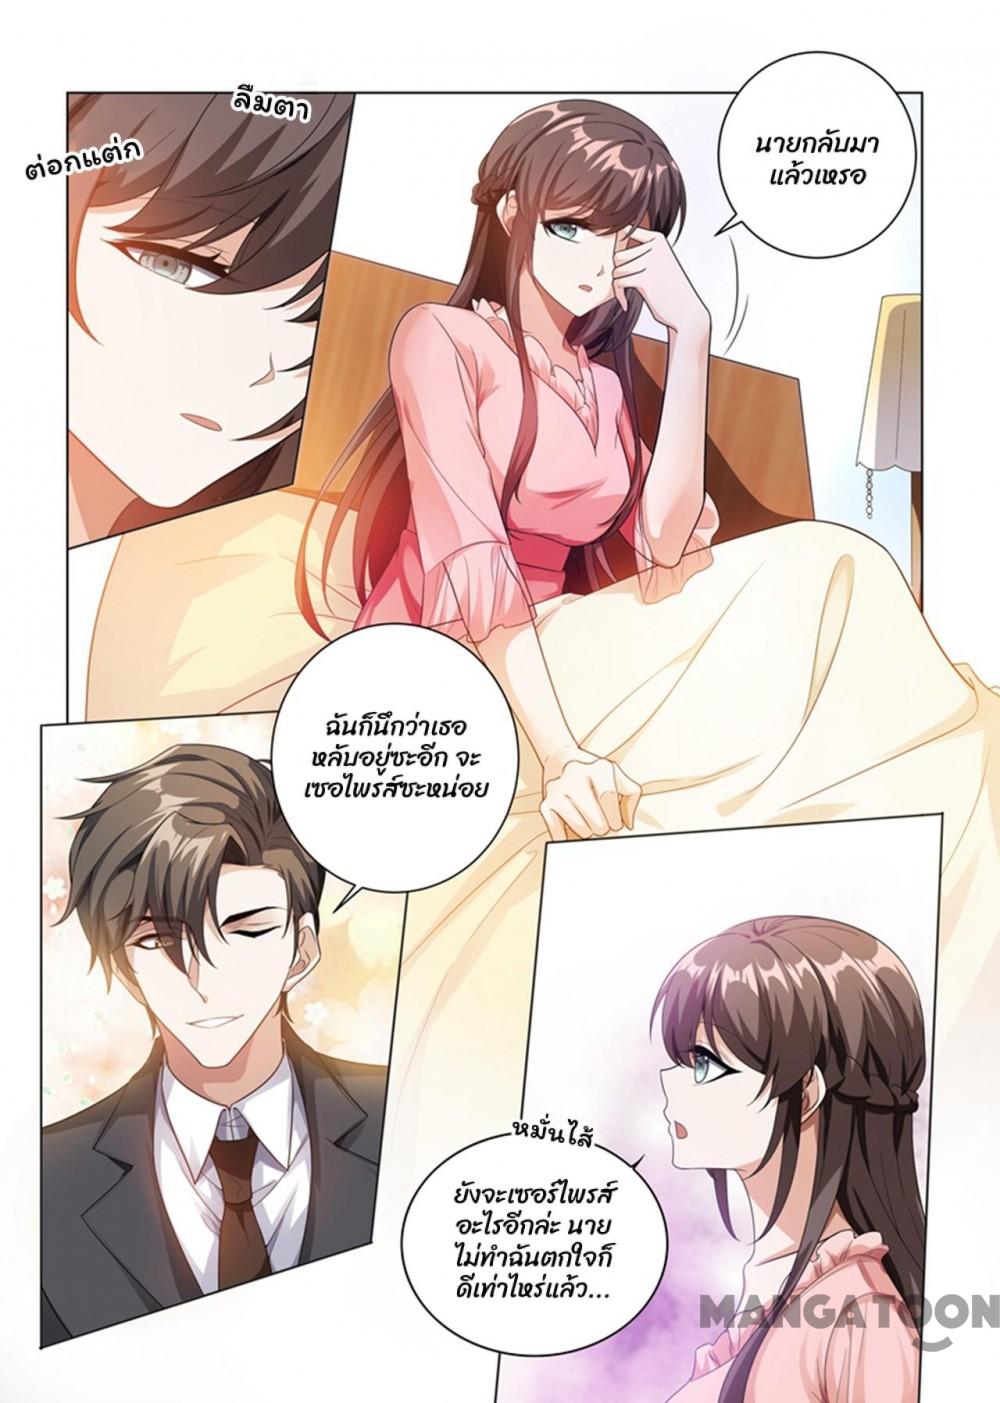 ลืมตา
ต่อกแต่ก
นายกลับมา
แล้วเหรอ
ฉันก็นึกว่าเธอ
หลับอยู่ซะอีก จะ
เซอไพรส์ซะหน่อย
หมั่นไส้
ยังจะเซอร์ไพรส์
อะไรอีกล่ะ นาย
ไม่ทำฉันตกใจก็
ดีเท่าไหร่แล้ว...
MANGATOON